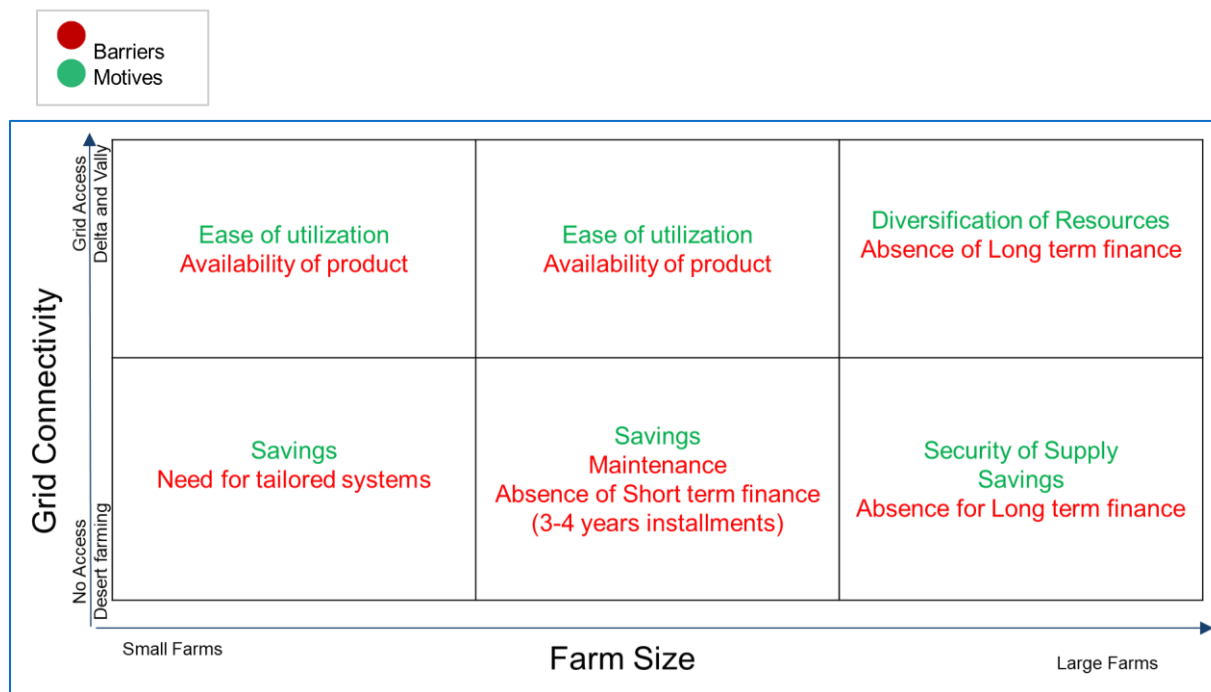 Barriers
Motives
Grid Connectivity
Grid Access
Delta and Vally
No Access
Desert farming
Ease of utilization
Availability of product
Ease of utilization
Availability of product
Diversification of Resources
Absence of Long term finance
Savings
Need for tailored systems
Savings
Maintenance
Absence of Short term finance
(3-4 years installments)
Security of Supply
Savings
Absence for Long term finance
Small Farms
Farm Size
Large Farms